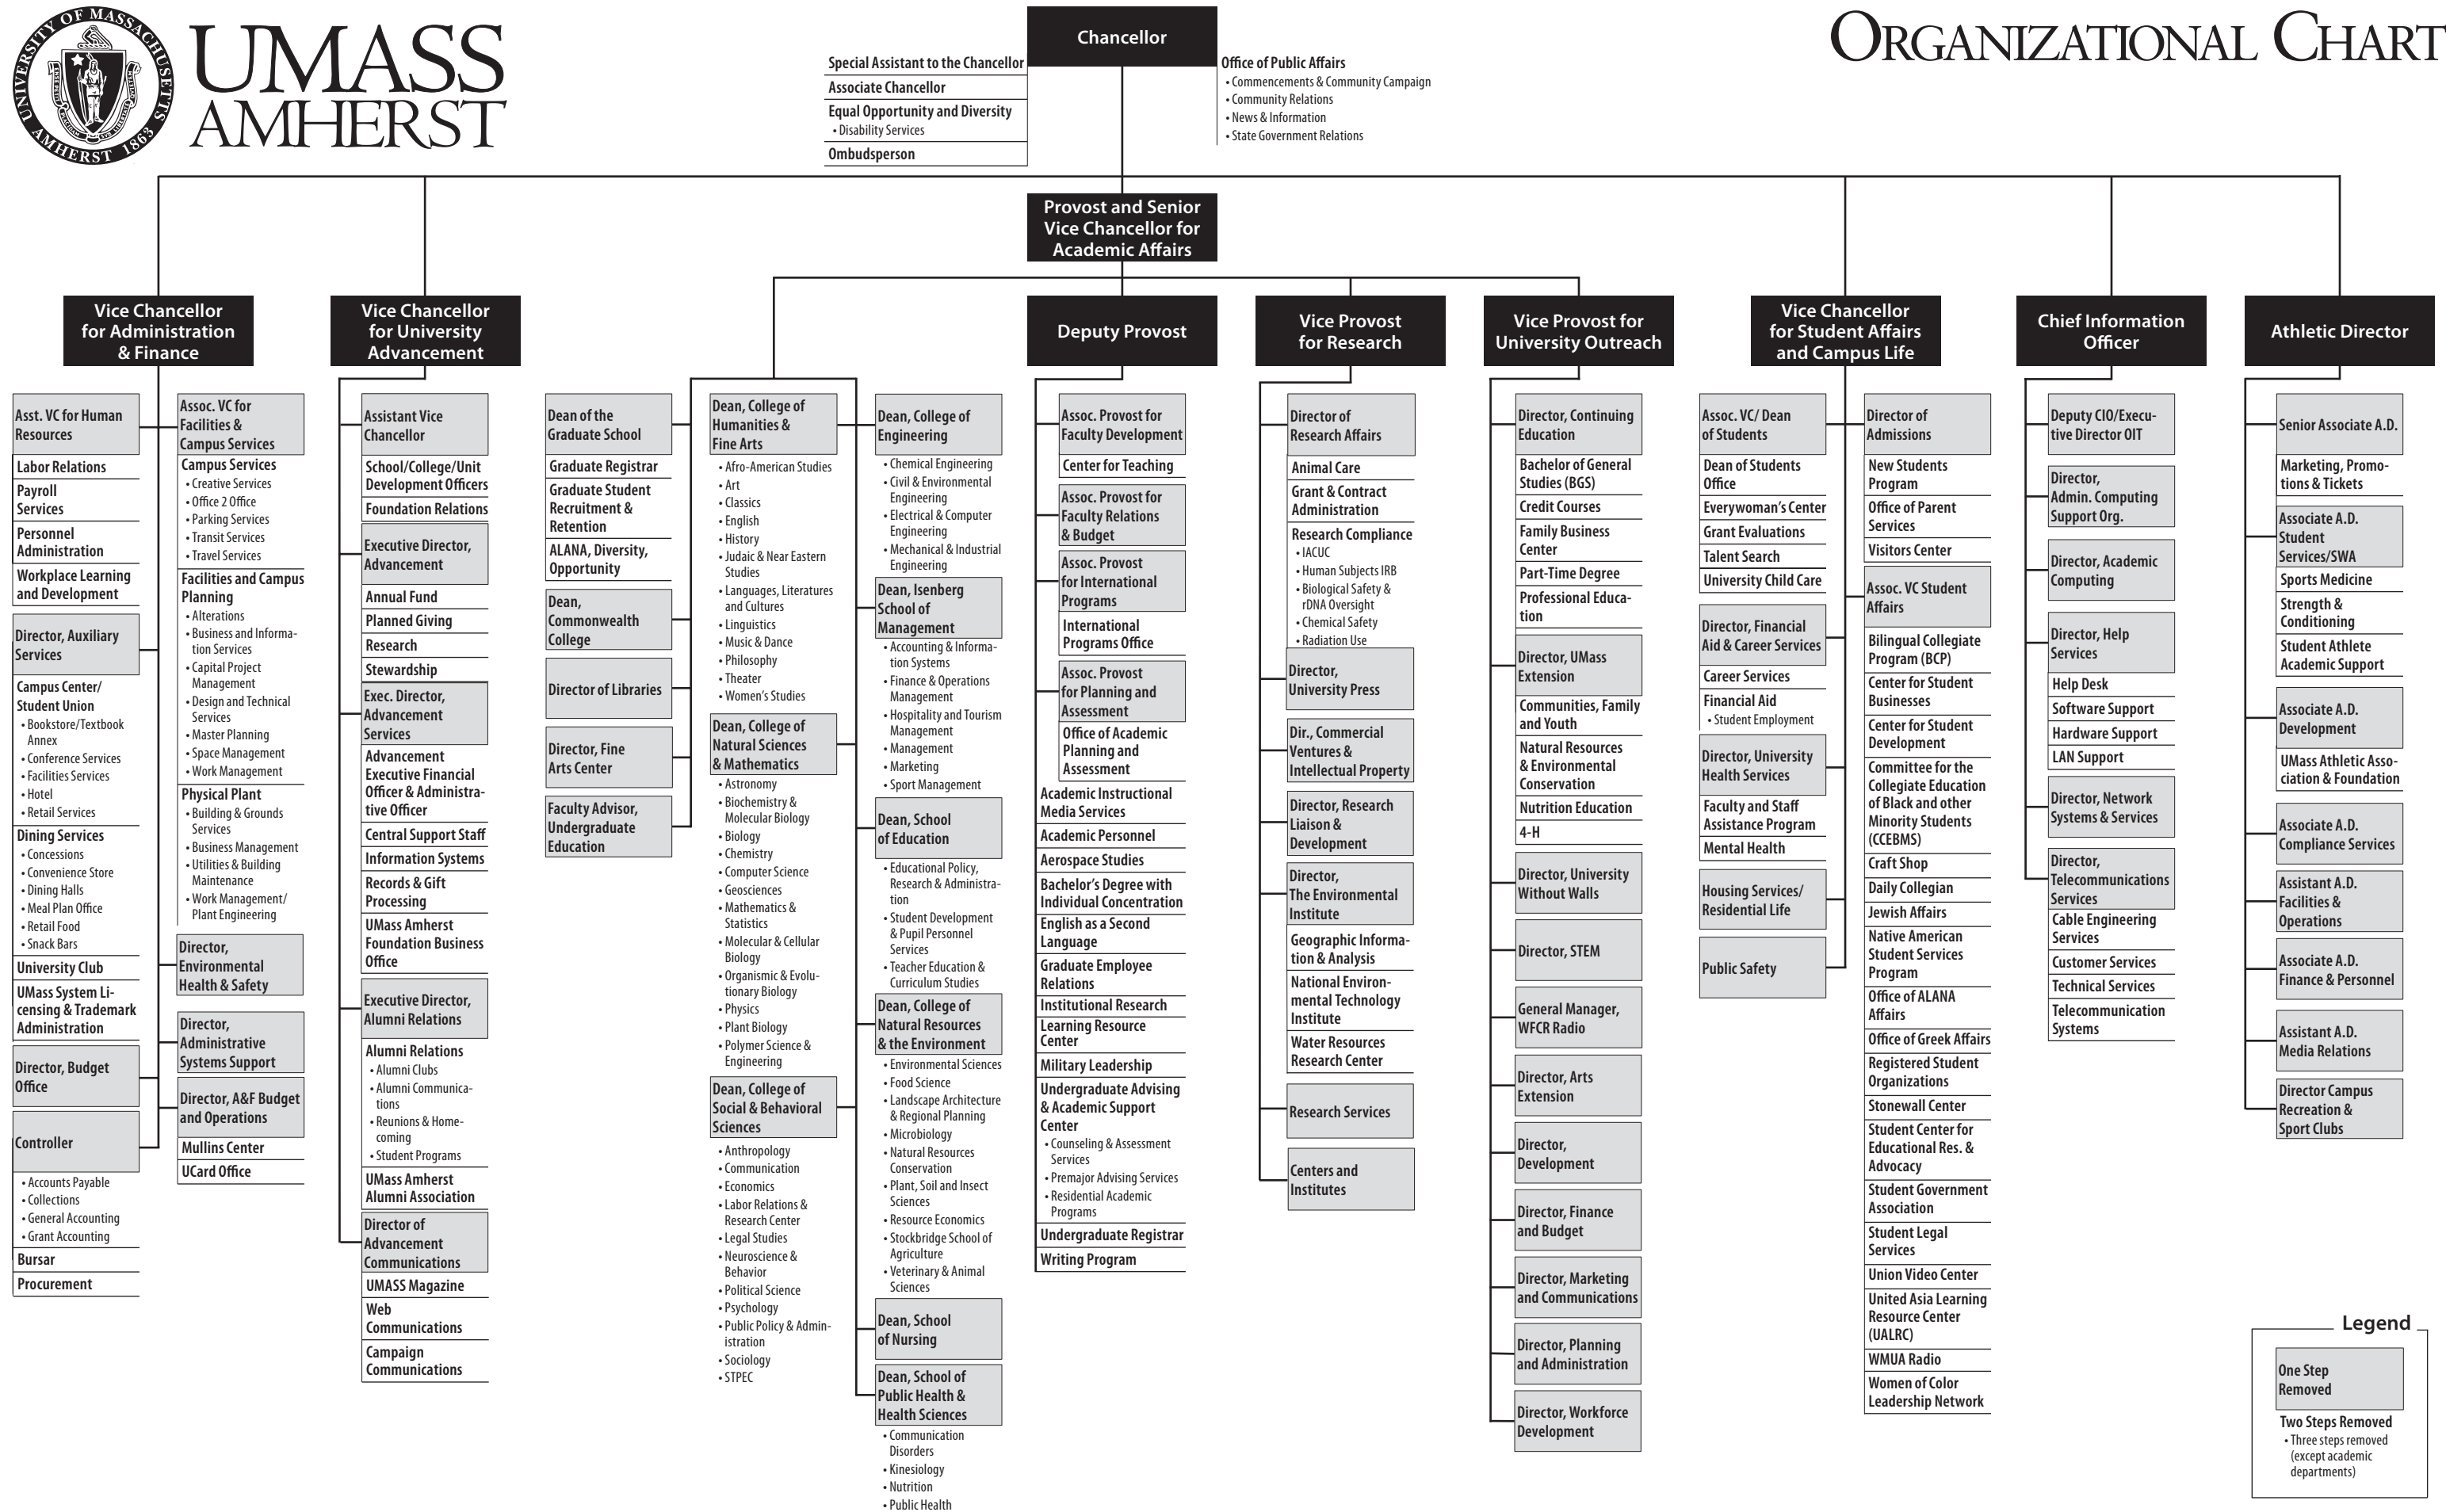 UNIVERSITY OF MASSACHUSETTS
AMHERST 1863
UMASS
AMHERST
ORGANIZATIONAL CHART
Chancellor
Special Assistant to the Chancellor
Associate Chancellor
Equal Opportunity and Diversity
• Disability Services
Ombudsperson
Office of Public Affairs
• Commencements & Community Campaign
• Community Relations
• News & Information
• State Government Relations
Provost and Senior
Vice Chancellor for
Academic Affairs
Vice Chancellor
for Administration
& Finance
Asst. VC for Human
Resources
Labor Relations
Payroll
Services
Personnel
Administration
Workplace Learning
and Development
Director, Auxiliary
Services
Campus Center/
Student Union
• Bookstore/Textbook
Annex
• Conference Services
• Facilities Services
• Hotel
• Retail Services
Dining Services
• Concessions
• Convenience Store
• Dining Halls
• Meal Plan Office
• Retail Food
• Snack Bars
University Club
UMass System Li-
censing & Trademark
Administration
Director, Budget
Office
Controller
• Accounts Payable
• Collections
• General Accounting
• Grant Accounting
Bursar
Procurement
Assoc. VC for
Facilities &
Campus Services
Campus Services
• Creative Services
• Office 2 Office
• Parking Services
• Transit Services
• Travel Services
Facilities and Campus
Planning
• Alterations
• Business and Informa-
tion Services
• Capital Project
Management
• Design and Technical
Services
• Master Planning
• Space Management
• Work Management
Physical Plant
• Building & Grounds
Services
• Business Management
• Utilities & Building
Maintenance
• Work Management/
Plant Engineering
Director,
Environmental
Health & Safety
Director,
Administrative
Systems Support
Director, A&F Budget
and Operations
Mullins Center
UCard Office
Vice Chancellor
for University
Advancement
Assistant Vice
Chancellor
School/College/Unit
Development Officers
Foundation Relations
Executive Director,
Advancement
Annual Fund
Planned Giving
Research
Stewardship
Exec. Director,
Advancement
Services
Advancement
Executive Financial
Officer & Administra-
tive Officer
Central Support Staff
Information Systems
Records & Gift
Processing
UMass Amherst
Foundation Business
Office
Executive Director,
Alumni Relations
Alumni Relations
• Alumni Clubs
• Alumni Communica-
tions
• Reunions & Home-
coming
• Student Programs
UMass Amherst
Alumni Association
Director of
Advancement
Communications
UMASS Magazine
Web
Communications
Campaign
Communications
Dean of the
Graduate School
Graduate Registrar
Graduate Student
Recruitment &
Retention
ALANA, Diversity,
Opportunity
Dean,
Commonwealth
College
Director of Libraries
Director, Fine
Arts Center
Faculty Advisor,
Undergraduate
Education
Dean, College of
Humanities &
Fine Arts
• Afro-American Studies
• Art
• Classics
• English
• History
• Judaic & Near Eastern
Studies
• Languages, Literatures
and Cultures
• Linguistics
• Music & Dance
• Philosophy
• Theater
• Women's Studies
Dean, College of
Natural Sciences
& Mathematics
• Astronomy
• Biochemistry &
Molecular Biology
• Biology
• Chemistry
• Computer Science
• Geosciences
• Mathematics &
Statistics
• Molecular & Cellular
Biology
• Organismic & Evolu-
tionary Biology
• Physics
• Plant Biology
• Polymer Science &
Engineering
Dean, College of
Social & Behavioral
Sciences
• Anthropology
• Communication
• Economics
• Labor Relations &
Research Center
• Legal Studies
• Neuroscience &
Behavior
• Political Science
• Psychology
• Public Policy & Admin-
istration
• Sociology
• STPEC
Dean, College of
Engineering
• Chemical Engineering
• Civil & Environmental
Engineering
• Electrical & Computer
Engineering
• Mechanical & Industrial
Engineering
Dean, Isenberg
School of
Management
• Accounting & Informa-
tion Systems
• Finance & Operations
Management
• Hospitality and Tourism
Management
• Management
• Marketing
• Sport Management
Dean, School
of Education
• Educational Policy,
Research & Administra-
tion
• Student Development
& Pupil Personnel
Services
• Teacher Education &
Curriculum Studies
Dean, College of
Natural Resources
& the Environment
• Environmental Sciences
• Food Science
• Landscape Architecture
& Regional Planning
• Microbiology
• Natural Resources
Conservation
• Plant, Soil and Insect
Sciences
• Resource Economics
• Stockbridge School of
Agriculture
• Veterinary & Animal
Sciences
Dean, School
of Nursing
Dean, School of
Public Health &
Health Sciences
• Communication
Disorders
• Kinesiology
• Nutrition
• Public Health
Deputy Provost
Assoc. Provost for
Faculty Development
Center for Teaching
Assoc. Provost for
Faculty Relations
& Budget
Assoc. Provost
for International
Programs
International
Programs Office
Assoc. Provost
for Planning and
Assessment
Office of Academic
Planning and
Assessment
Academic Instructional
Media Services
Academic Personnel
Aerospace Studies
Bachelor's Degree with
Individual Concentration
English as a Second
Language
Graduate Employee
Relations
Institutional Research
Learning Resource
Center
Military Leadership
Undergraduate Advising
& Academic Support
Center
• Counseling & Assessment
Services
• Premajor Advising Services
• Residential Academic
Programs
Undergraduate Registrar
Writing Program
Vice Provost
for Research
Director of
Research Affairs
Animal Care
Grant & Contract
Administration
Research Compliance
• IACUC
• Human Subjects IRB
• Biological Safety &
rDNA Oversight
• Chemical Safety
• Radiation Use
Director,
University Press
Dir., Commercial
Ventures &
Intellectual Property
Director, Research
Liaison &
Development
Director,
The Environmental
Institute
Geographic Informa-
tion & Analysis
National Environ-
mental Technology
Institute
Water Resources
Research Center
Research Services
Centers and
Institutes
Vice Provost for
University Outreach
Director, Continuing
Education
Bachelor of General
Studies (BGS)
Credit Courses
Family Business
Center
Part-Time Degree
Professional Educa-
tion
Director, UMass
Extension
Communities, Family
and Youth
Natural Resources
& Environmental
Conservation
Nutrition Education
4-H
Director, University
Without Walls
Director, STEM
General Manager,
WFCR Radio
Director, Arts
Extension
Director,
Development
Director, Finance
and Budget
Director, Marketing
and Communications
Director, Planning
and Administration
Director, Workforce
Development
Vice Chancellor
for Student Affairs
and Campus Life
Assoc. VC/ Dean
of Students
Dean of Students
Office
Everywoman's Center
Grant Evaluations
Talent Search
University Child Care
Director, Financial
Aid & Career Services
Career Services
Financial Aid
• Student Employment
Director, University
Health Services
Faculty and Staff
Assistance Program
Mental Health
Housing Services/
Residential Life
Public Safety
Director of
Admissions
New Students
Program
Office of Parent
Services
Visitors Center
Assoc. VC Student
Affairs
Bilingual Collegiate
Program (BCP)
Center for Student
Businesses
Center for Student
Development
Committee for the
Collegiate Education
of Black and other
Minority Students
(CCEBMS)
Craft Shop
Daily Collegian
Jewish Affairs
Native American
Student Services
Program
Office of ALANA
Affairs
Office of Greek Affairs
Registered Student
Organizations
Stonewall Center
Student Center for
Educational Res. &
Advocacy
Student Government
Association
Student Legal
Services
Union Video Center
United Asia Learning
Resource Center
(UALRC)
WMUA Radio
Women of Color
Leadership Network
Chief Information
Officer
Deputy CIO/Execu-
tive Director OIT
Director,
Admin. Computing
Support Org.
Director, Academic
Computing
Director, Help
Services
Help Desk
Software Support
Hardware Support
LAN Support
Director, Network
Systems & Services
Director,
Telecommunications
Services
Cable Engineering
Services
Customer Services
Technical Services
Telecommunication
Systems
Athletic Director
Senior Associate A.D.
Marketing, Promo-
tions & Tickets
Associate A.D.
Student
Services/SWA
Sports Medicine
Strength &
Conditioning
Student Athlete
Academic Support
Associate A.D.
Development
UMass Athletic Asso-
ciation & Foundation
Associate A.D.
Compliance Services
Assistant A.D.
Facilities &
Operations
Associate A.D.
Finance & Personnel
Assistant A.D.
Media Relations
Director Campus
Recreation &
Sport Clubs
Legend
One Step
Removed
Two Steps Removed
• Three steps removed
(except academic
departments)